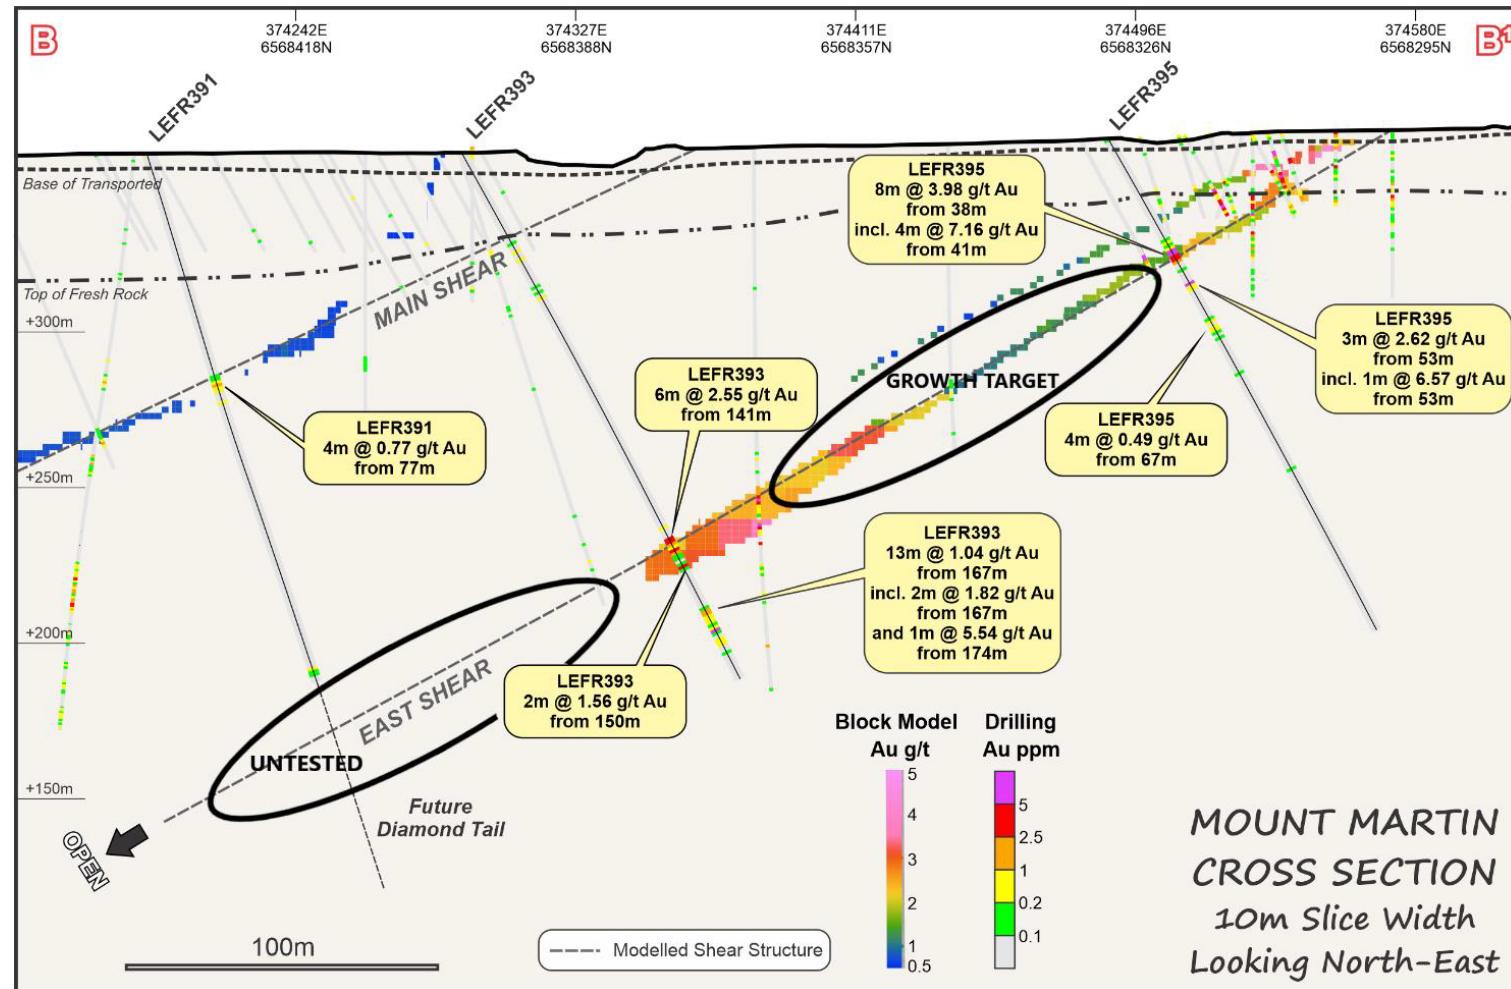 B
374242E
6568418N
374327E
6568388N
374411E
6568357N
374496E
6568326N
374580E
6568295N
B¹
LEFR391
LEFR393
LEFR395
Base of Transported
Top of Fresh Rock
+300m
+250m
+200m
+150m
MAIN SHEAR
LEFR395
8m @ 3.98 g/t Au
from 38m
incl. 4m @ 7.16 g/t Au
from 41m
LEFR395
3m @ 2.62 g/t Au
from 53m
incl. 1m @ 6.57 g/t Au
from 53m
GROWTH TARGET
LEFR393
6m @ 2.55 g/t Au
from 141m
LEFR391
4m @ 0.77 g/t Au
from 77m
LEFR395
4m @ 0.49 g/t Au
from 67m
LEFR393
13m @ 1.04 g/t Au
from 167m
incl. 2m @ 1.82 g/t Au
from 167m
and 1m @ 5.54 g/t Au
from 174m
LEFR393
2m @ 1.56 g/t Au
from 150m
EAST SHEAR
UNTESTED
Future
Diamond Tail
OPEN
100m
Modelled Shear Structure
Block Model
Au g/t
5
4
3
2
1
0.5
Drilling
Au ppm
5
2.5
1
0.2
0.1
MOUNT MARTIN
CROSS SECTION
10m Slice Width
Looking North-East